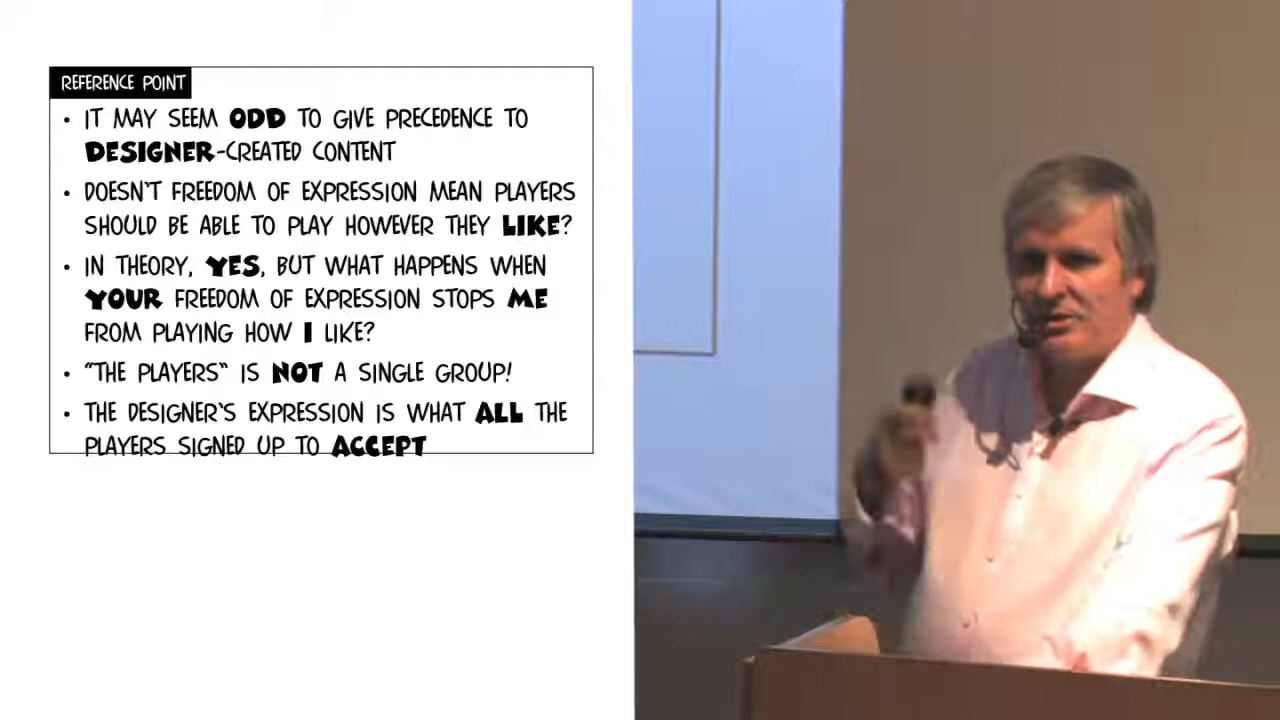 REFERENCE POINT
• IT MAY SEEM ODD TO GIVE PRECEDENCE TO
DESIGNER-CREATED CONTENT
• DOESN'T FREEDOM OF EXPRESSION MEAN PLAYERS
SHOULD BE ABLE TO PLAY HOWEVER THEY LIKE?
• IN THEORY, YES, BUT WHAT HAPPENS WHEN
YOUR FREEDOM OF EXPRESSION STOPS ME
FROM PLAYING HOW I LIKE?
• "THE PLAYERS" IS NOT A SINGLE GROUP!
• THE DESIGNER'S EXPRESSION IS WHAT ALL THE
PLAYERS SIGNED UP TO ACCEPT